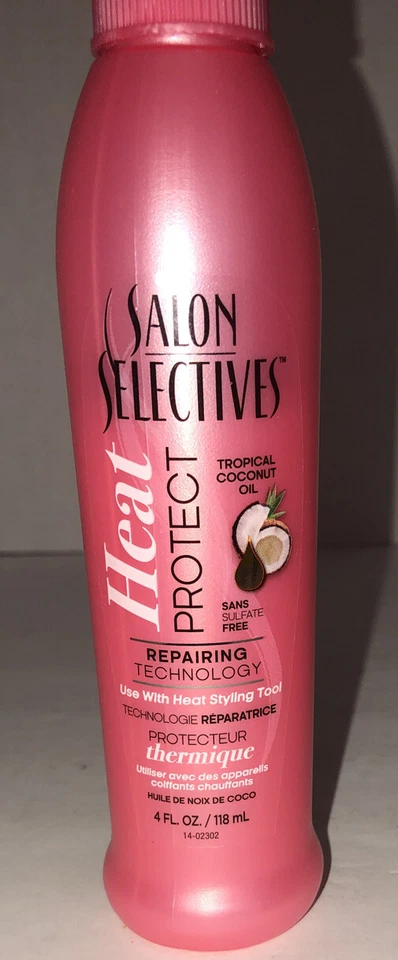 SALON
SELECTIVES™
Heat
PROTECT
TROPICAL
COCONUT
OIL
SANS
SULFATE
FREE
REPAIRING
TECHNOLOGY
Use With Heat Styling Tool
TECHNOLOGIE RÉPARATRICE
PROTECTEUR
thermique
Utiliser avec des appareils
coiffants chauffants
HUILE DE NOIX DE COCO
4 FL. OZ. / 118 mL
14-02302